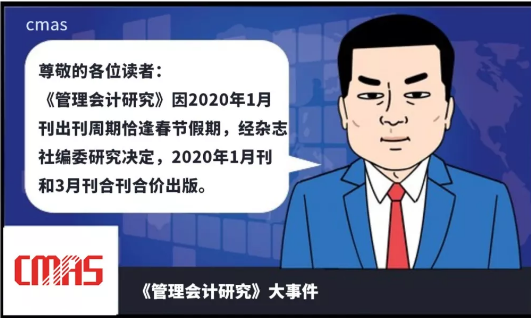 cmas
尊敬的各位读者：
《管理会计研究》因2020年1月
刊出刊周期恰逢春节假期，经杂志
社编委研究决定，2020年1月刊
和3月刊合刊合价出版。
CMAS
《管理会计研究》大事件